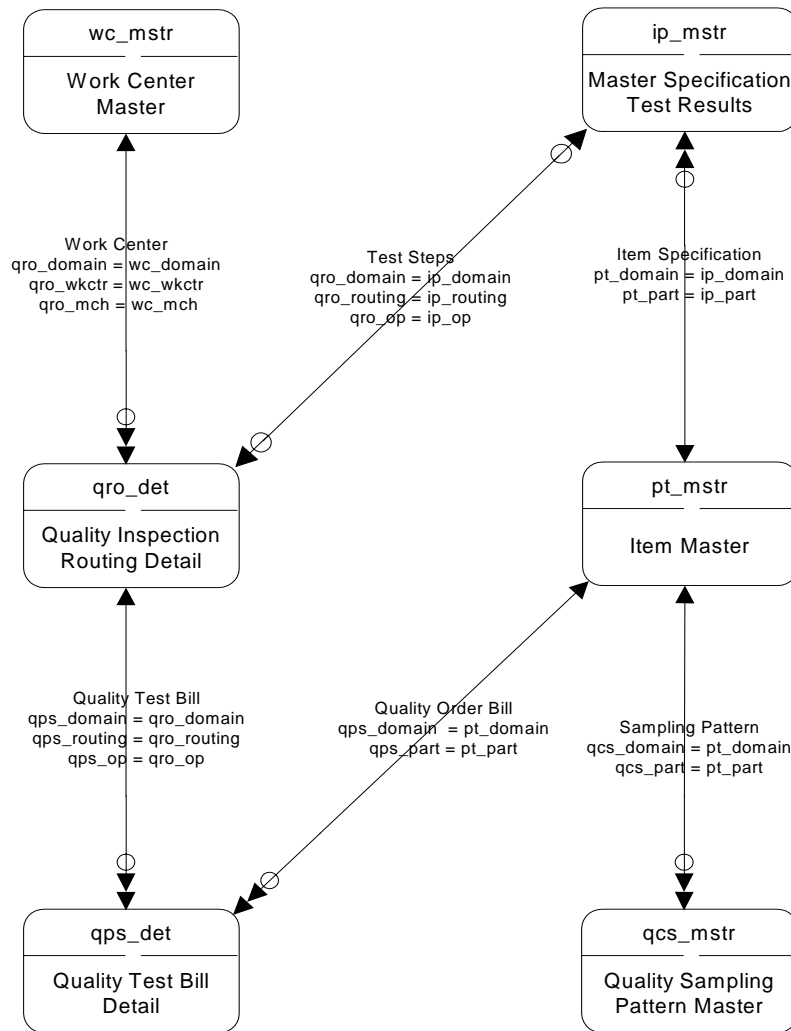 wc_mstr
Work Center
Master
ip_mstr
Master Specification
Test Results
Work Center
qro_domain = wc_domain
qro_wkctr = wc_wkctr
qro_mch = wc_mch
Test Steps
qro_domain = ip_domain
qro_routing = ip_routing
qro_op = ip_op
Item Specification
pt_domain = ip_domain
pt_part = ip_part
qro_det
Quality Inspection
Routing Detail
pt_mstr
Item Master
Quality Test Bill
qps_domain = qro_domain
qps_routing = qro_routing
qps_op = qro_op
Quality Order Bill
qps_domain = pt_domain
qps_part = pt_part
Sampling Pattern
qcs_domain = pt_domain
qcs_part = pt_part
qps_det
Quality Test Bill
Detail
qcs_mstr
Quality Sampling
Pattern Master